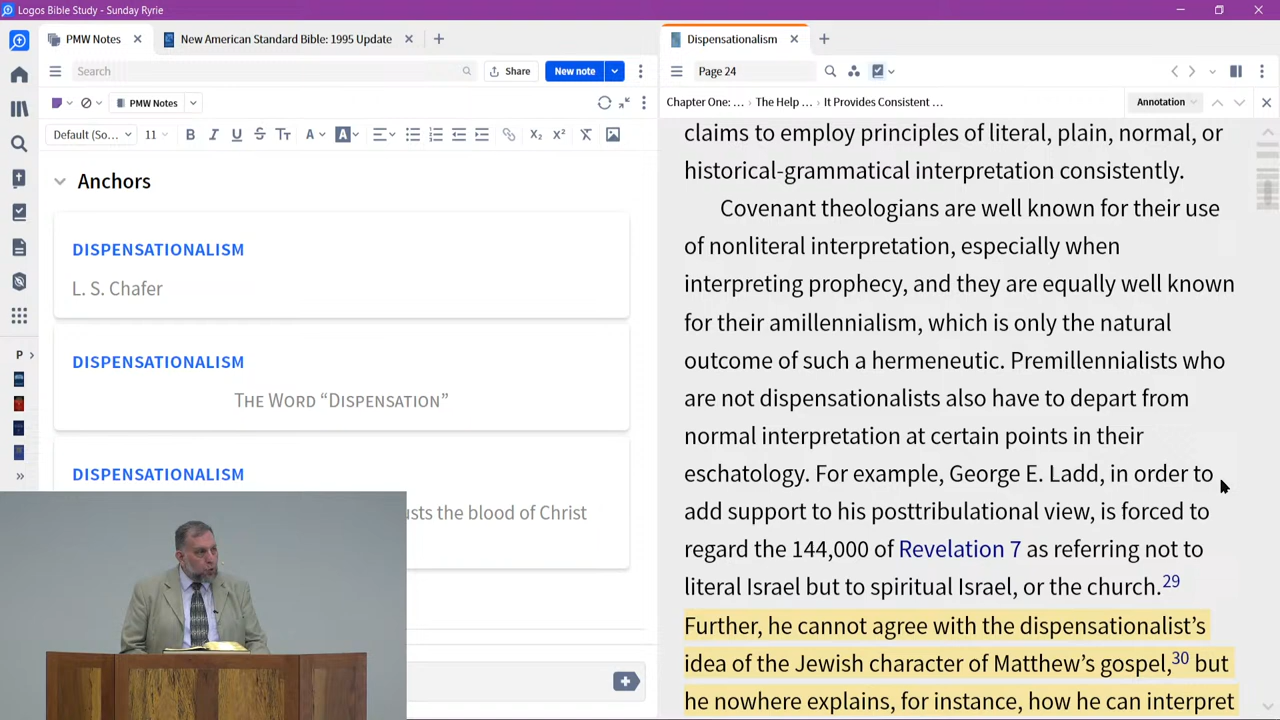 Logos Bible Study - Sunday Ryrie
PMW Notes
New American Standard Bible: 1995 Update
Search
Share
New note
PMW Notes
Default (So...
11
B I U S Tт A A
X₂ X²
Anchors
DISPENSATIONALISM
L. S. Chafer
DISPENSATIONALISM
THE WORD “DISPENSATION”
DISPENSATIONALISM
usts the blood of Christ
P
Dispensationalism
Page 24
Chapter One: ... › The Help ... › It Provides Consistent ...
Annotation
claims to employ principles of literal, plain, normal, or
historical-grammatical interpretation consistently.
Covenant theologians are well known for their use
of nonliteral interpretation, especially when
interpreting prophecy, and they are equally well known
for their amillennialism, which is only the natural
outcome of such a hermeneutic. Premillennialists who
are not dispensationalists also have to depart from
normal interpretation at certain points in their
eschatology. For example, George E. Ladd, in order to
add support to his posttribulational view, is forced to
regard the 144,000 of Revelation 7 as referring not to
literal Israel but to spiritual Israel, or the church.29
Further, he cannot agree with the dispensationalist’s
idea of the Jewish character of Matthew’s gospel,30 but
he nowhere explains, for instance, how he can interpret